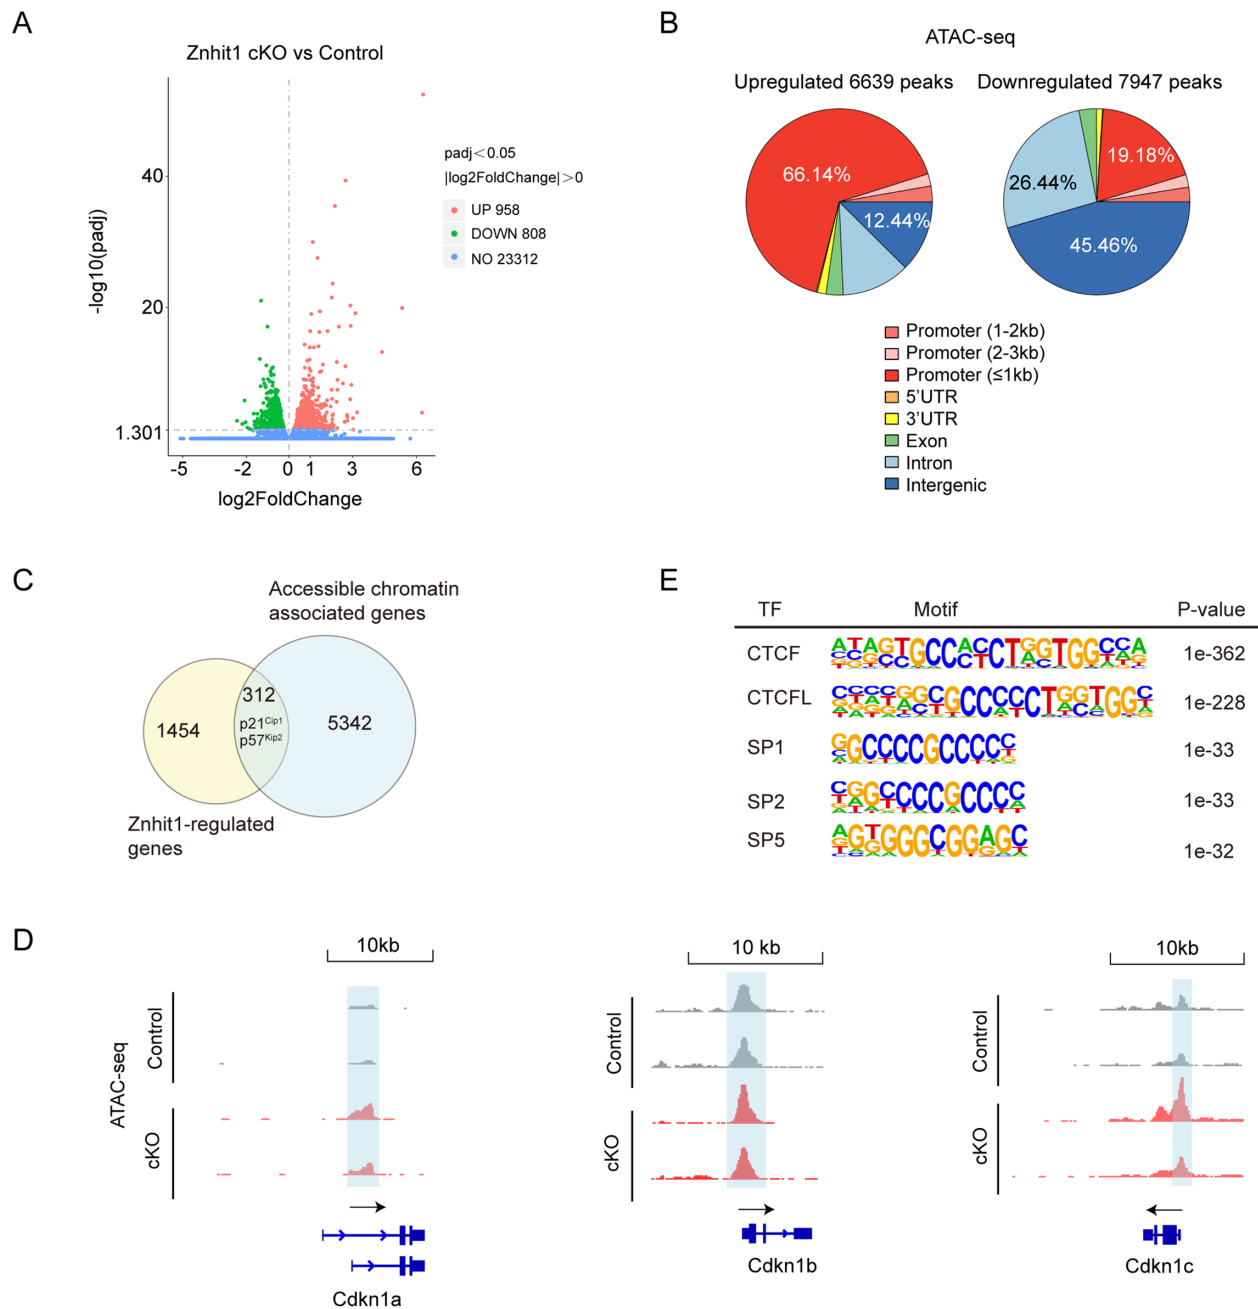 A
Znhit1 cKO vs Control
-log10(padj)
40
20
1.301
-5
-2
0
1
3
6
log2FoldChange
padj<0.05
|log2FoldChange|>0
UP 958
DOWN 808
NO 23312
B
ATAC-seq
Upregulated 6639 peaks
Downregulated 7947 peaks
66.14%
12.44%
19.18%
26.44%
45.46%
Promoter (1-2kb)
Promoter (2-3kb)
Promoter (≤1kb)
5'UTR
3'UTR
Exon
Intron
Intergenic
C
Accessible chromatin
associated genes
312
p21Cip1
p57Kip2
1454
5342
Znhit1-regulated
genes
E
TF
Motif
P-value
CTCF
1e-362
CTCFL
1e-228
SP1
1e-33
SP2
1e-33
SP5
1e-32
D
ATAC-seq
10kb
Control
cKO
Cdkn1a
10 kb
Control
cKO
Cdkn1b
10kb
Control
cKO
Cdkn1c